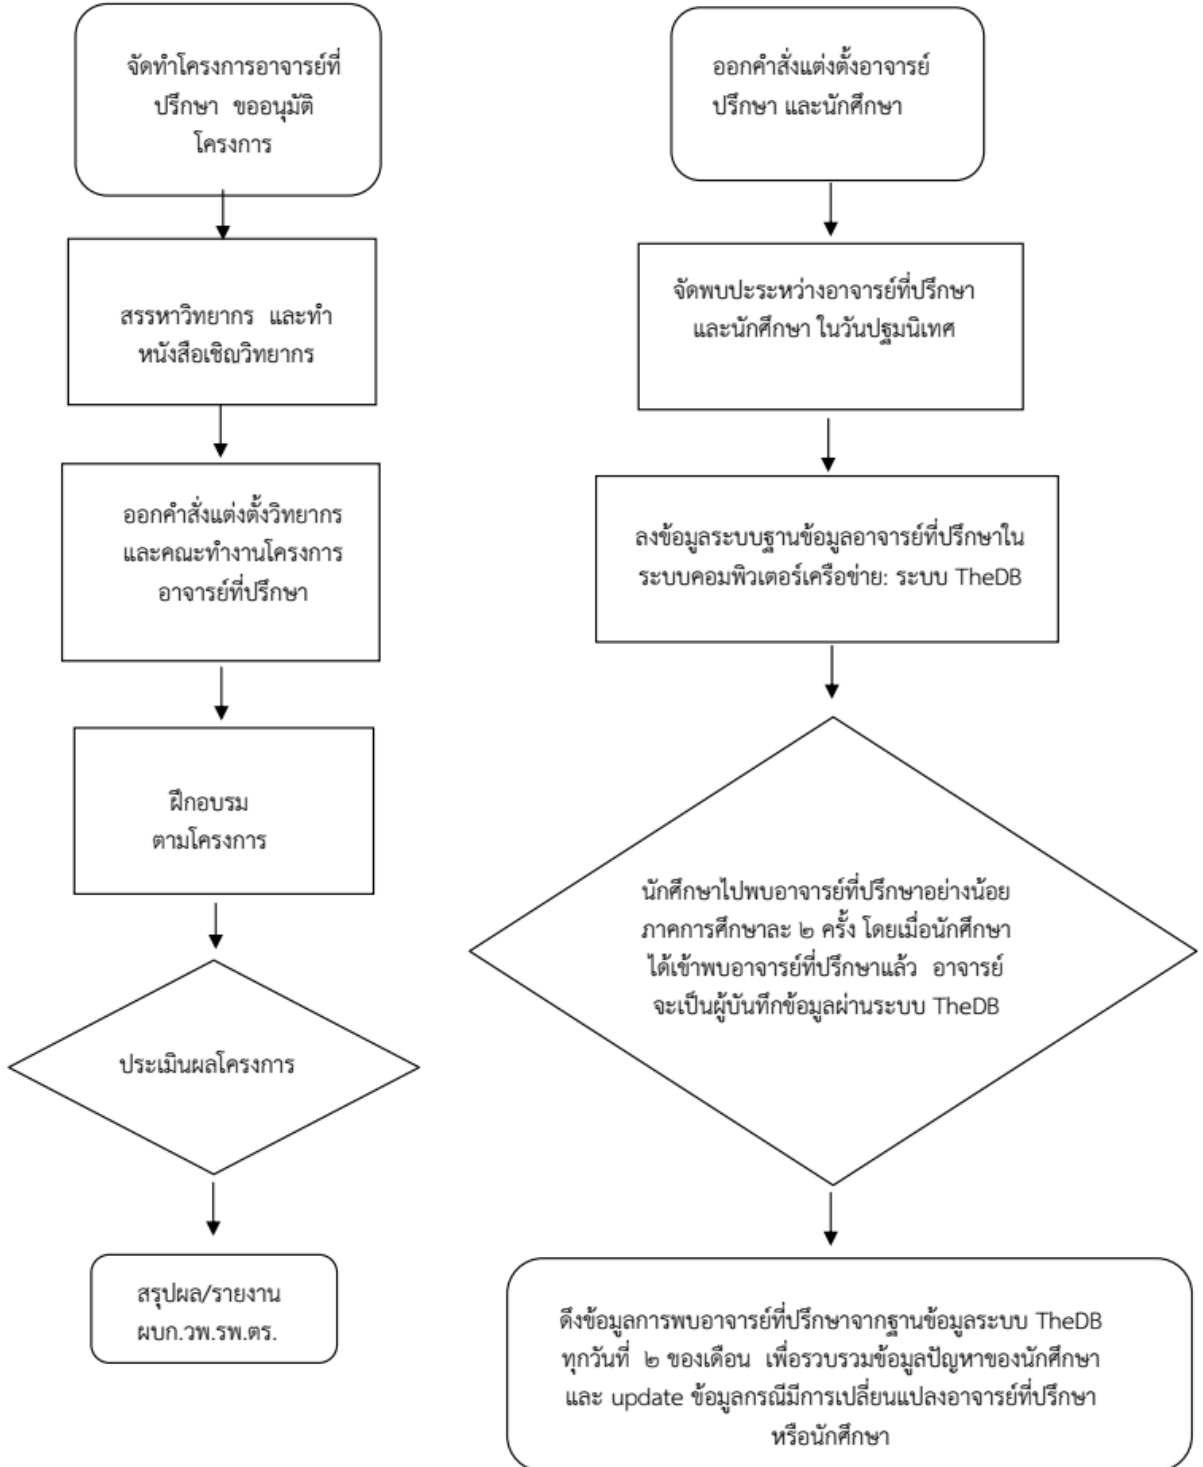 จัดทำโครงการอาจารย์ที่
ปรึกษา ขออนุมัติ
โครงการ
สรรหาวิทยากร และทำ
หนังสือเชิญวิทยากร
ออกคำสั่งแต่งตั้งวิทยากร
และคณะทำงานโครงการ
อาจารย์ที่ปรึกษา
ฝึกอบรม
ตามโครงการ
ประเมินผลโครงการ
สรุปผล/รายงาน
ผบก.วพ.รพ.ตร.
ออกคำสั่งแต่งตั้งอาจารย์
ปรึกษา และนักศึกษา
จัดพบปะระหว่างอาจารย์ที่ปรึกษา
และนักศึกษา ในวันปฐมนิเทศ
ลงข้อมูลระบบฐานข้อมูลอาจารย์ที่ปรึกษาใน
ระบบคอมพิวเตอร์เครือข่าย: ระบบ TheDB
นักศึกษาไปพบอาจารย์ที่ปรึกษาอย่างน้อย
ภาคการศึกษาละ ๒ ครั้ง โดยเมื่อนักศึกษา
ได้เข้าพบอาจารย์ที่ปรึกษาแล้ว อาจารย์
จะเป็นผู้บันทึกข้อมูลผ่านระบบ TheDB
ดึงข้อมูลการพบอาจารย์ที่ปรึกษาจากฐานข้อมูลระบบ TheDB
ทุกวันที่ ๒ ของเดือน เพื่อรวบรวมข้อมูลปัญหาของนักศึกษา
และ update ข้อมูลกรณีมีการเปลี่ยนแปลงอาจารย์ที่ปรึกษา
หรือนักศึกษา